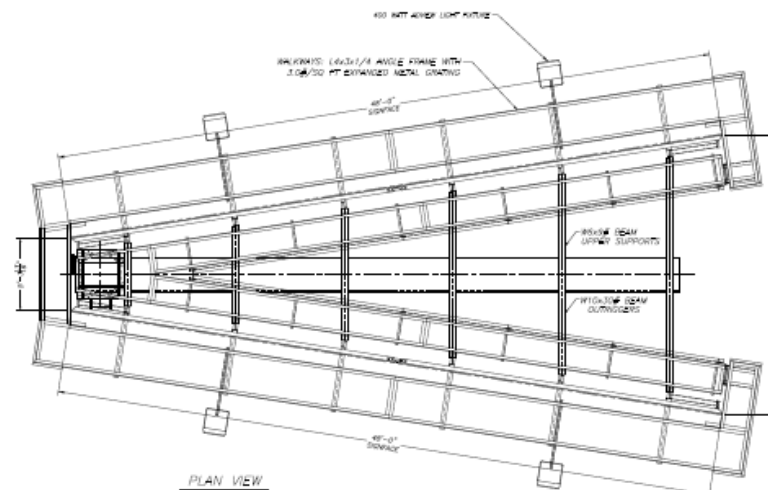 400 WATT ADVEN LIGHT FIXTURE
WALKWAYS: L4x3x1/4 ANGLE FRAME WITH
3.0#/SQ FT EXPANDED METAL GRATING
48'-0"
SIGNFACE
W6x9# BEAM
UPPER SUPPORTS
W10x30# BEAM
OUTRIGGERS
48'-0"
SIGNFACE
PLAN VIEW